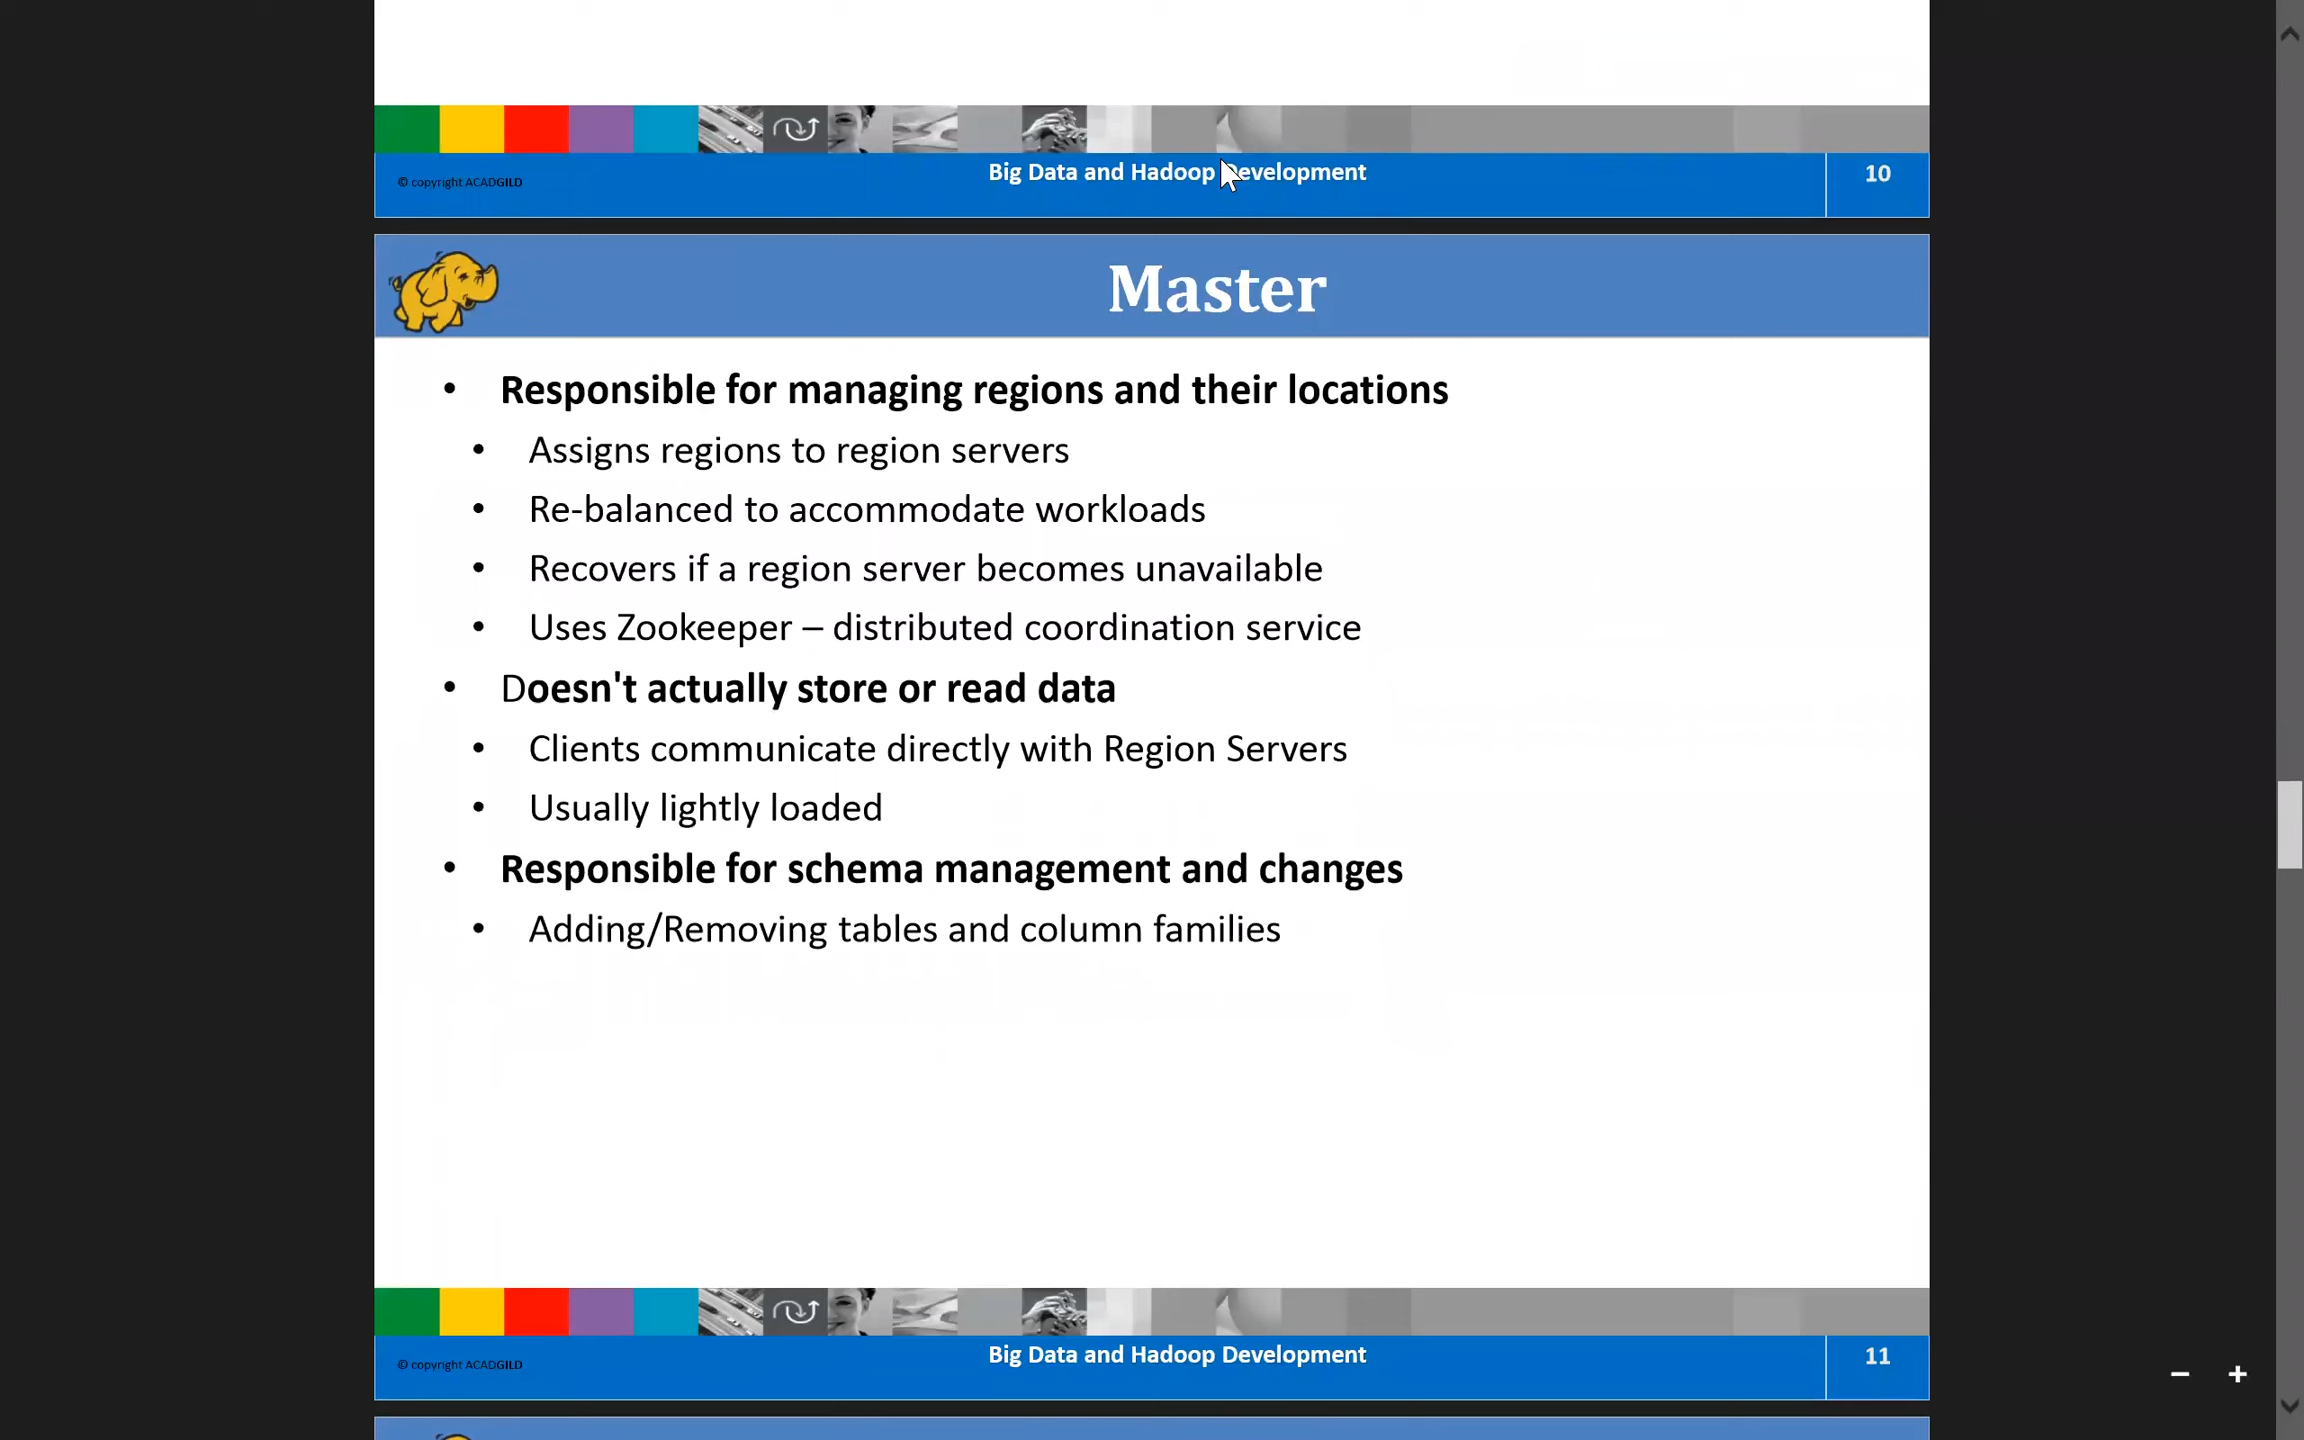 © copyright ACADGILD
Big Data and Hadoop Development
10
Master
• Responsible for managing regions and their locations
• Assigns regions to region servers
• Re-balanced to accommodate workloads
• Recovers if a region server becomes unavailable
• Uses Zookeeper – distributed coordination service
• Doesn't actually store or read data
• Clients communicate directly with Region Servers
• Usually lightly loaded
• Responsible for schema management and changes
• Adding/Removing tables and column families
© copyright ACADGILD
Big Data and Hadoop Development
11